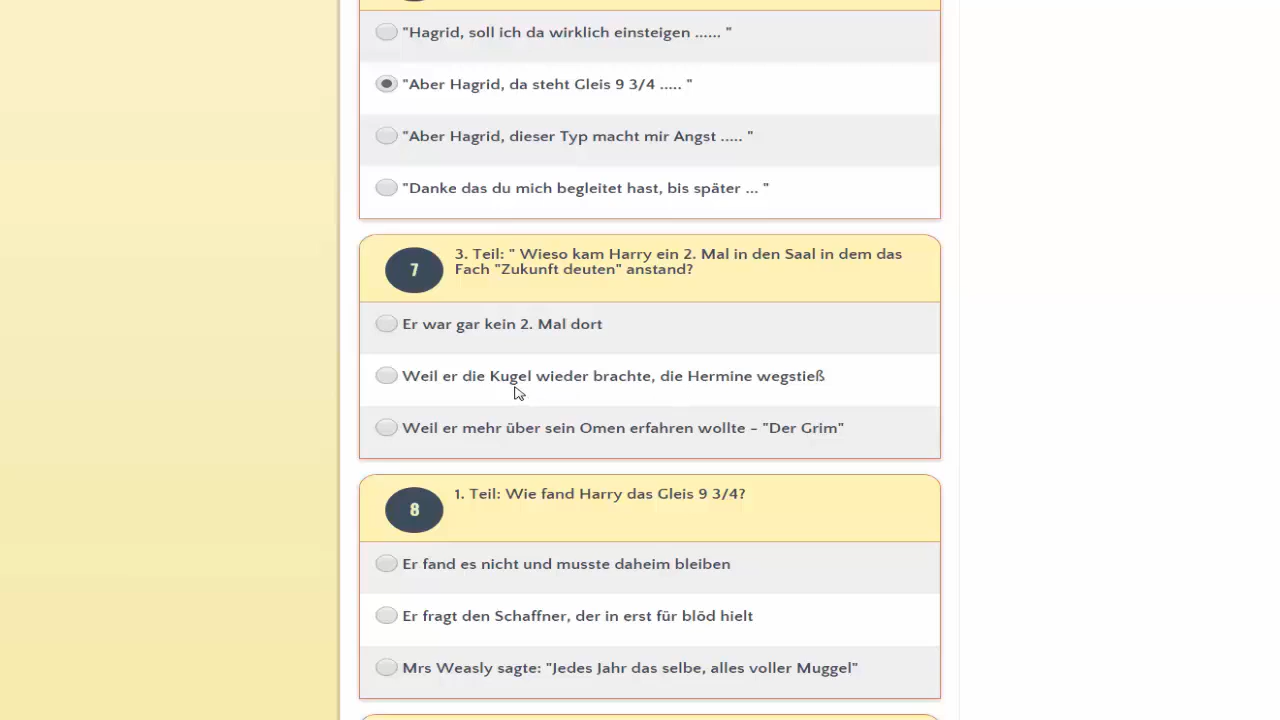 "Hagrid, soll ich da wirklich einsteigen ...... "
"Aber Hagrid, da steht Gleis 9 3/4 ..... "
"Aber Hagrid, dieser Typ macht mir Angst ..... "
"Danke das du mich begleitet hast, bis später ... "
7
3. Teil: " Wieso kam Harry ein 2. Mal in den Saal in dem das
Fach "Zukunft deuten" anstand?
Er war gar kein 2. Mal dort
Weil er die Kugel wieder brachte, die Hermine wegstieß
Weil er mehr über sein Omen erfahren wollte - "Der Grim"
8
1. Teil: Wie fand Harry das Gleis 9 3/4?
Er fand es nicht und musste daheim bleiben
Er fragt den Schaffner, der in erst für blöd hielt
Mrs Weasly sagte: "Jedes Jahr das selbe, alles voller Muggel"